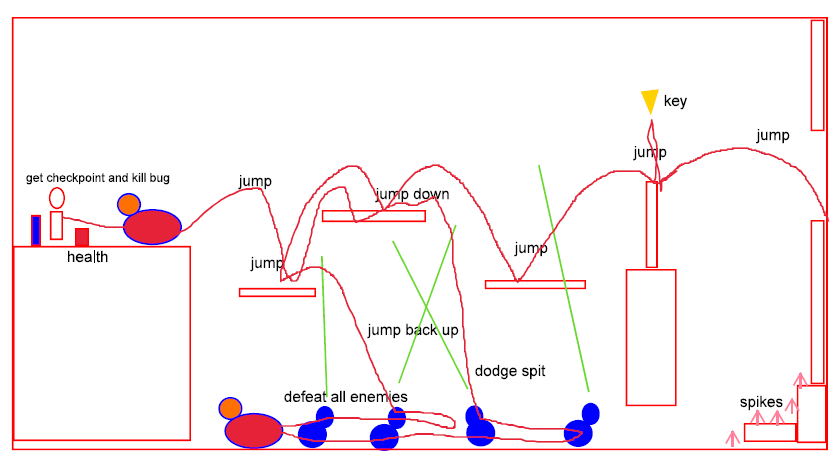 key
jump
jump
get checkpoint and kill bug
jump
jump down
health
jump
jump
jump back up
dodge spit
defeat all enemies
spikes